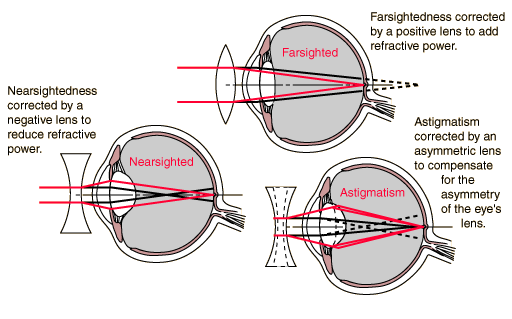 Farsightedness corrected
by a positive lens to add
refractive power.
Farsighted
Nearsightedness
corrected by a
negative lens to
reduce refractive
power.
Nearsighted
Astigmatism
corrected by an
asymmetric lens
to compensate
for the
asymmetry
of the eye's
lens.
Astigmatism